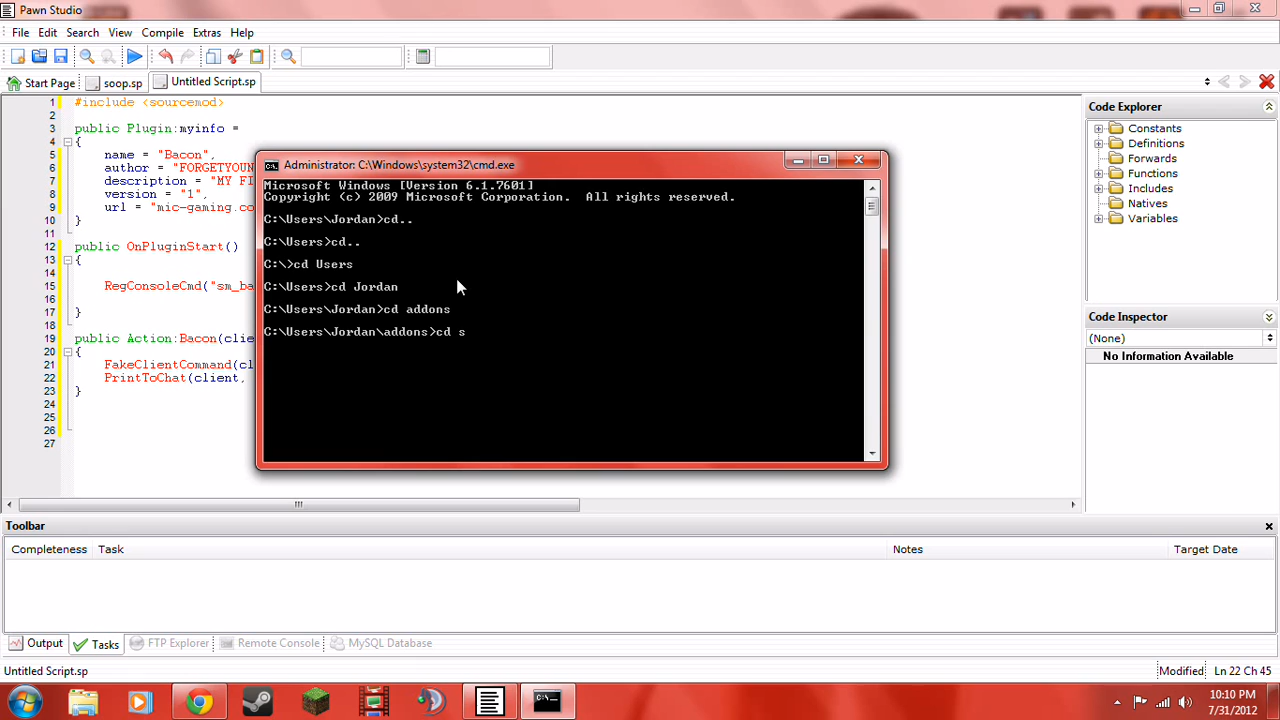 Pawn Studio
File Edit Search View Compile Extras Help
Start Page soop.sp Untitled Script.sp
1 #include <sourcemod>
2
3 public Plugin:myinfo =
4 {
5 name = "Bacon",
6 author = "FORGETYOUN
7 description = "MY FI
8 version = "1",
9 url = "mic-gaming.co
10 }
11
12 public OnPluginStart()
13 {
14
15 RegConsoleCmd("sm_ba
16
17 }
18
19 public Action:Bacon(clie
20 {
21 FakeClientCommand(cl
22 PrintToChat(client,
23 }
24
25
26
27
Administrator: C:\Windows\system32\cmd.exe
Microsoft Windows [Version 6.1.7601]
Copyright (c) 2009 Microsoft Corporation. All rights reserved.
C:\Users\Jordan>cd..
C:\Users>cd..
C:\>cd Users
C:\Users>cd Jordan
C:\Users\Jordan>cd addons
C:\Users\Jordan\addons>cd s
Code Explorer
Constants
Definitions
Forwards
Functions
Includes
Natives
Variables
Code Inspector
(None)
No Information Available
Toolbar
Completeness Task Notes Target Date
Output Tasks FTP Explorer Remote Console MySQL Database
Untitled Script.sp Modified Ln 22 Ch 45
10:10 PM
7/31/2012